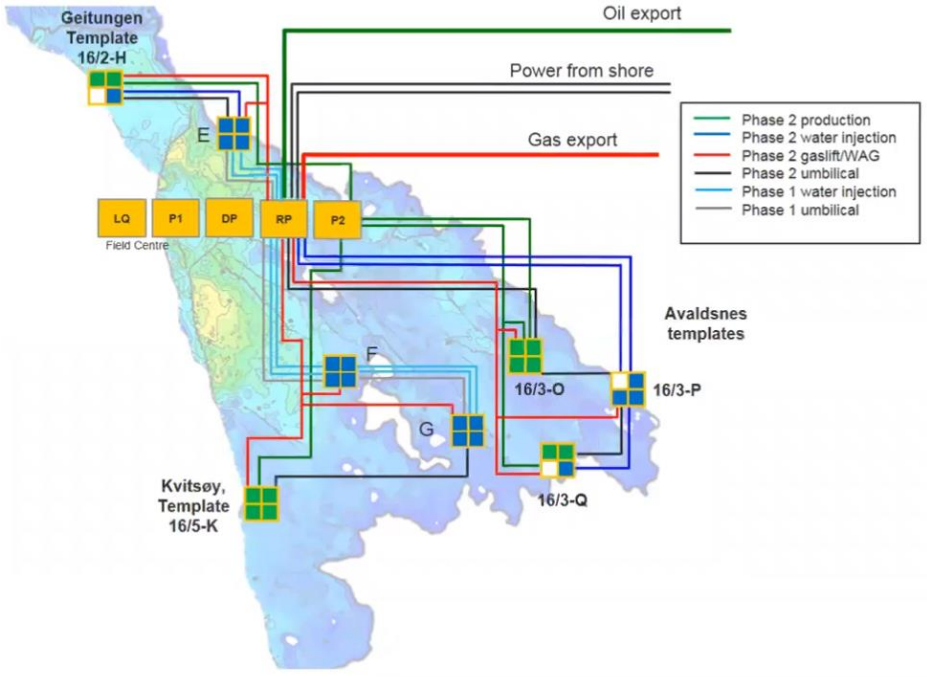 Geitungen
Template
16/2-H
Oil export
Power from shore
Gas export
Phase 2 production
Phase 2 water injection
Phase 2 gaslift/WAG
Phase 2 umbilical
Phase 1 water injection
Phase 1 umbilical
E
LQ
P1
DP
RP
P2
Field Centre
Avaldsnes
templates
F
16/3-O
16/3-P
G
16/3-Q
Kvitsøy,
Template
16/5-K